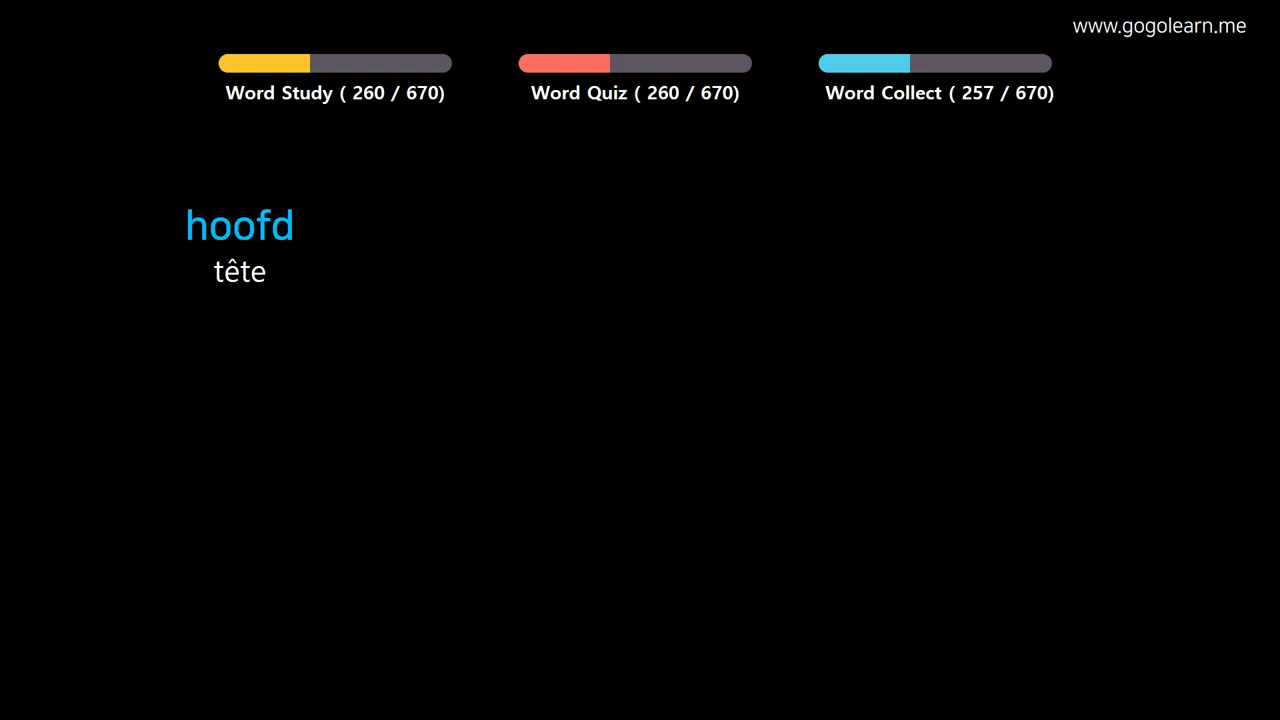 www.gogolearn.me
Word Study ( 260 / 670)
Word Quiz ( 260 / 670)
Word Collect ( 257 / 670)
hoofd
tête